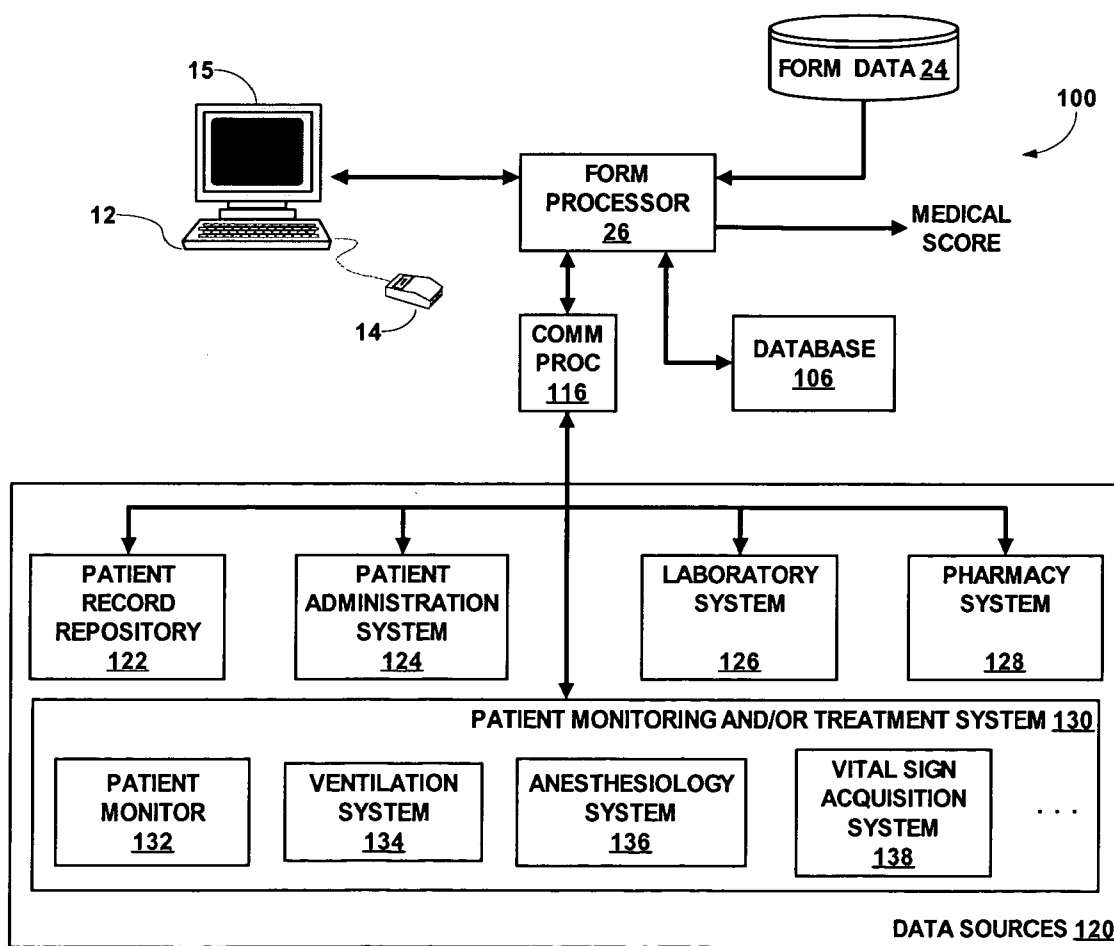 FORM DATA 24
15
100
FORM
PROCESSOR
26
12
MEDICAL
SCORE
14
COMM
PROC
116
DATABASE
106
PATIENT
RECORD
REPOSITORY
122
PATIENT
ADMINISTRATION
SYSTEM
124
LABORATORY
SYSTEM
126
PHARMACY
SYSTEM
128
PATIENT MONITORING AND/OR TREATMENT SYSTEM 130
PATIENT
MONITOR
132
VENTILATION
SYSTEM
134
ANESTHESIOLOGY
SYSTEM
136
VITAL SIGN
ACQUISITION
SYSTEM
138
. . .
DATA SOURCES 120